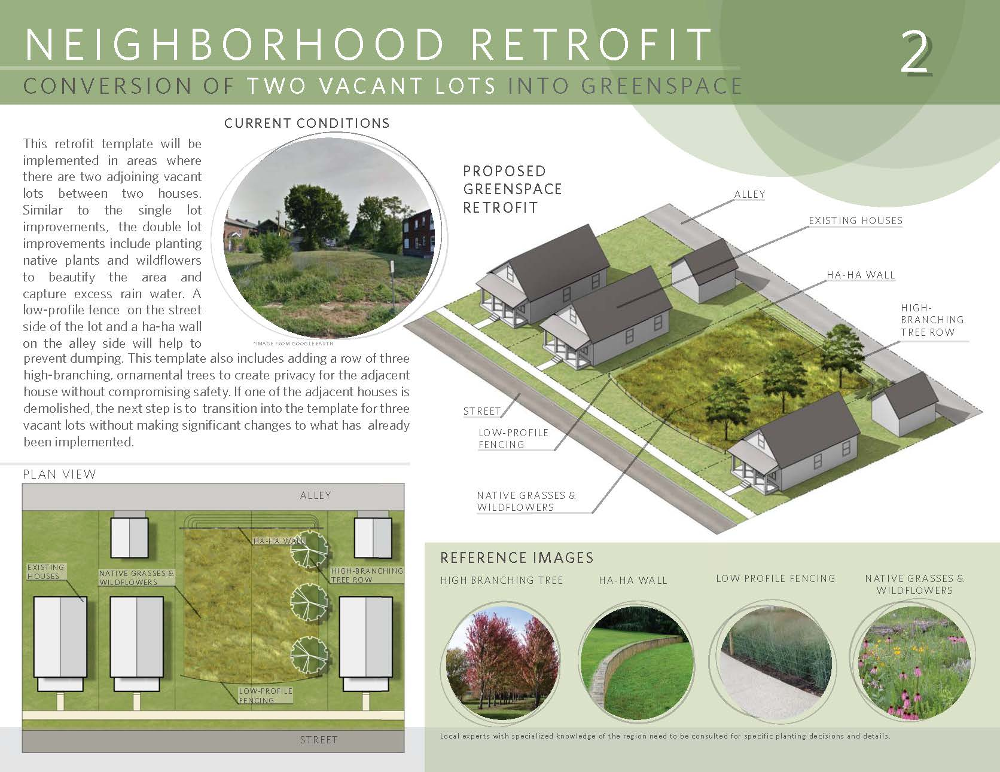 NEIGHBORHOOD RETROFIT
2
CONVERSION OF TWO VACANT LOTS INTO GREENSPACE
CURRENT CONDITIONS
This retrofit template will be
implemented in areas where
there are two adjoining vacant
lots between two houses.
Similar to the single lot
improvements, the double lot
improvements include planting
native plants and wildflowers
to beautify the area and
capture excess rain water. A
low-profile fence on the street
side of the lot and a ha-ha wall
on the alley side will help to
prevent dumping. This template also includes adding a row of three
high-branching, ornamental trees to create privacy for the adjacent
house without compromising safety. If one of the adjacent houses is
demolished, the next step is to transition into the template for three
vacant lots without making significant changes to what has already
been implemented.
*IMAGE FROM GOOGLE EARTH
PROPOSED
GREENSPACE
RETROFIT
ALLEY
EXISTING HOUSES
HA-HA WALL
HIGH-
BRANCHING
TREE ROW
STREET
LOW-PROFILE
FENCING
NATIVE GRASSES &
WILDFLOWERS
PLAN VIEW
ALLEY
HA-HA WALL
EXISTING
HOUSES
NATIVE GRASSES &
WILDFLOWERS
HIGH-BRANCHING
TREE ROW
LOW-PROFILE
FENCING
STREET
REFERENCE IMAGES
HIGH BRANCHING TREE
HA-HA WALL
LOW PROFILE FENCING
NATIVE GRASSES &
WILDFLOWERS
Local experts with specialized knowledge of the region need to be consulted for specific planting decisions and details.